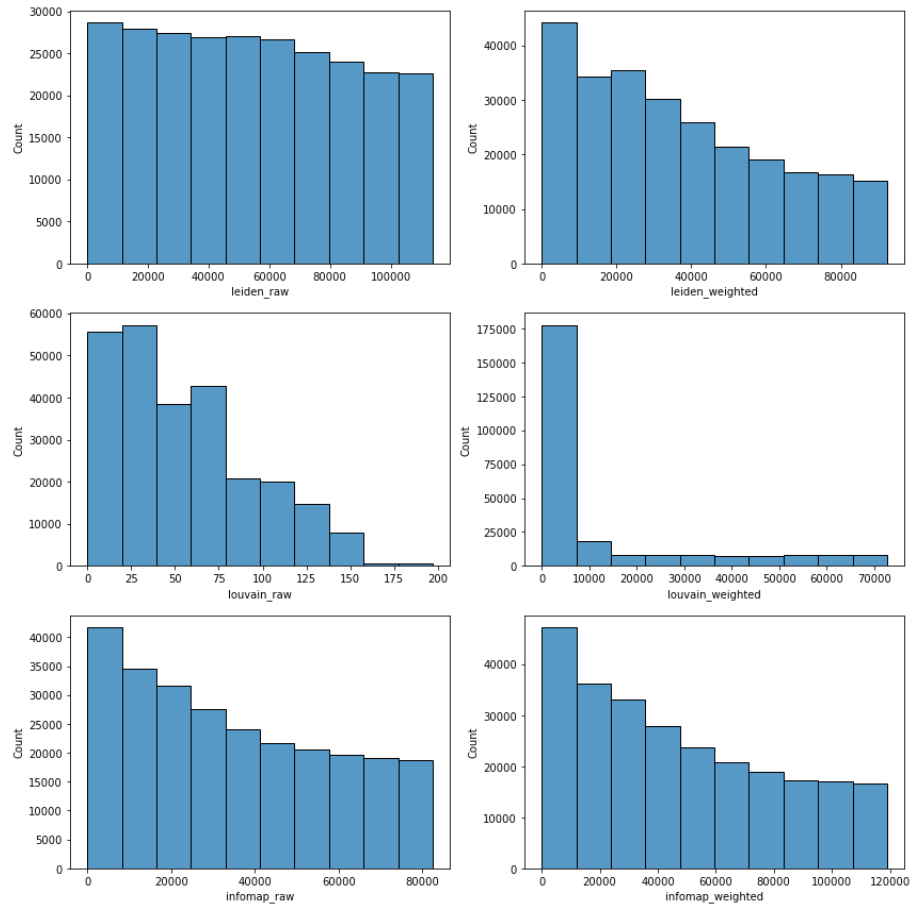 30000
25000
20000
15000
10000
5000
0
Count
0 20000 40000 60000 80000 100000
leiden_raw
40000
30000
20000
10000
0
Count
0 20000 40000 60000 80000
leiden_weighted
60000
50000
40000
30000
20000
10000
0
Count
0 25 50 75 100 125 150 175 200
louvain_raw
175000
150000
125000
100000
75000
50000
25000
0
Count
0 10000 20000 30000 40000 50000 60000 70000
louvain_weighted
40000
35000
30000
25000
20000
15000
10000
5000
0
Count
0 20000 40000 60000 80000
infomap_raw
40000
30000
20000
10000
0
Count
0 20000 40000 60000 80000 100000 120000
infomap_weighted